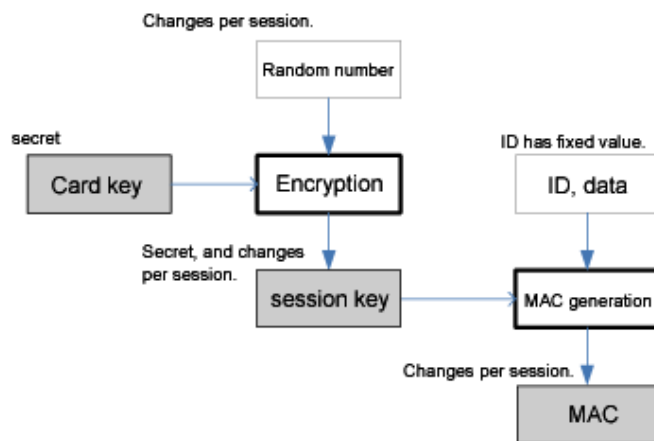 Changes per session.
Random number
secret
Card key
Encryption
ID has fixed value.
ID, data
Secret, and changes
per session.
session key
MAC generation
Changes per session.
MAC